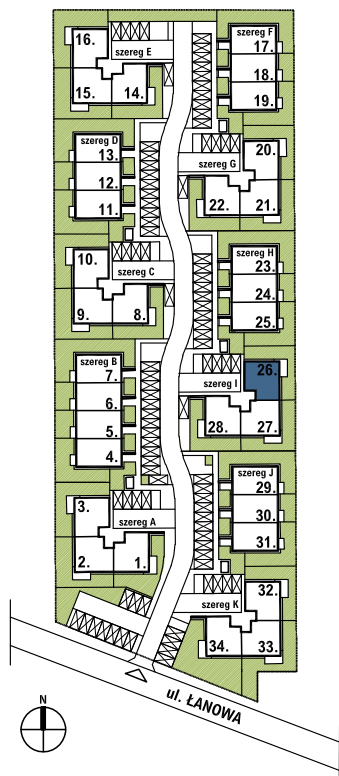 16.
szereg E
15.
14.
szereg F
17.
18.
19.
szereg D
13.
12.
11.
20.
szereg G
22.
21.
10.
szereg C
9.
8.
szereg H
23.
24.
25.
szereg B
7.
6.
5.
4.
26.
szereg I
28.
27.
3.
szereg A
2.
1.
szereg J
29.
30.
31.
32.
szereg K
34.
33.
ul. ŁANOWA
N